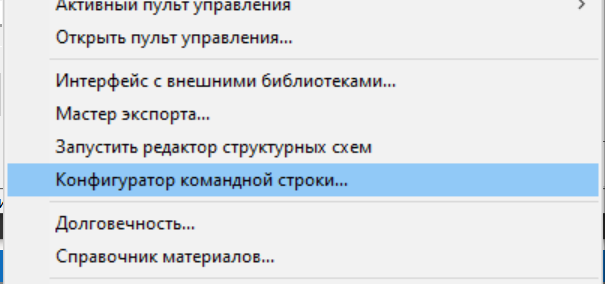 Активный пульт управления
Открыть пульт управления...
Интерфейс с внешними библиотеками...
Мастер экспорта...
Запустить редактор структурных схем
Конфигуратор командной строки...
Долговечность...
Справочник материалов...